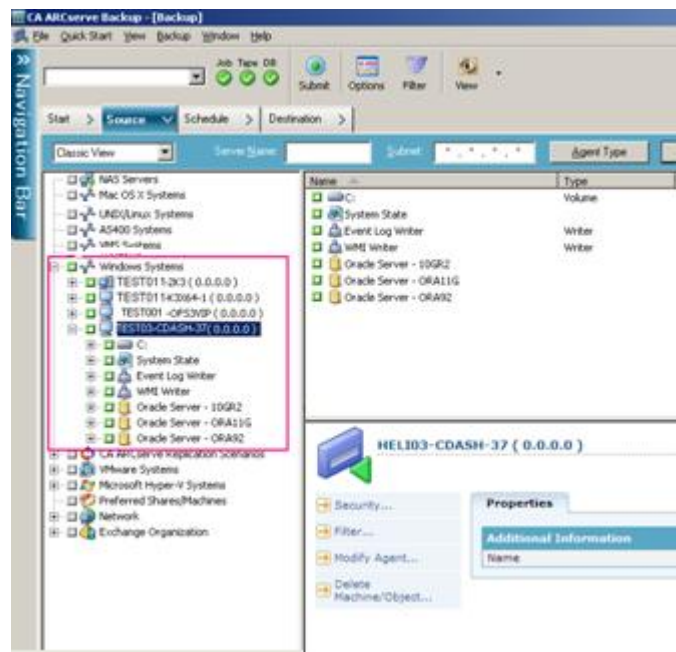 CA ARCserve Backup - [Backup]
File Quick Start View Backup Window Help
Job Tape DB
Submit Options Filter View
Navigation Bar
Start > Source Schedule > Destination >
Classic View Server Name: Subnet: Agent Type
NAS Servers
Mac OS X Systems
UNIX/Linux Systems
AS400 Systems
VMS Systems
Windows Systems
TEST011-2K3 ( 0.0.0.0 )
TEST011-K3X64-1 ( 0.0.0.0 )
TEST001 -OFS3VIP ( 0.0.0.0 )
TEST03-CDASH-37( 0.0.0.0 )
C:
System State
Event Log Writer
WMI Writer
Oracle Server - 10GR2
Oracle Server - ORA11G
Oracle Server - ORA92
CA ARCserve Replication Scenarios
VMware Systems
Microsoft Hyper-V Systems
Preferred Shares/Machines
Network
Exchange Organization
Name Type
C: Volume
System State
Event Log Writer Writer
WMI Writer Writer
Oracle Server - 10GR2
Oracle Server - ORA11G
Oracle Server - ORA92
HELI03-CDASH-37 ( 0.0.0.0 )
Security...
Filter...
Modify Agent...
Delete
Machine/Object...
Properties
Additional Information
Name